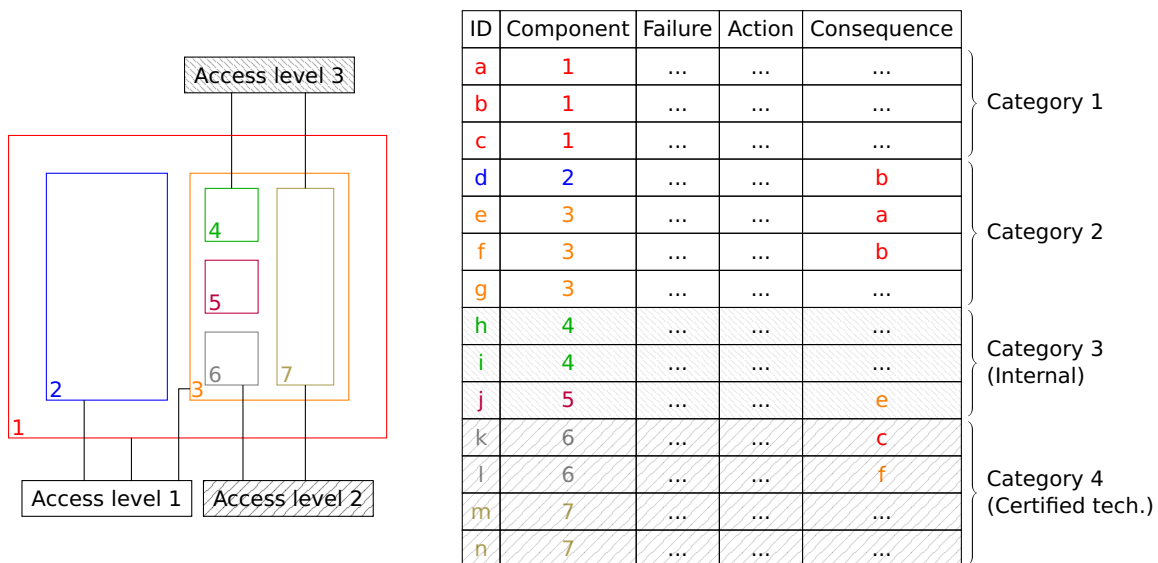 Access level 3
4
5
6
7
2
3
1
Access level 1
Access level 2
ID Component Failure Action Consequence
a 1 ... ... ...
b 1 ... ... ...
c 1 ... ... ...
Category 1
d 2 ... ... b
e 3 ... ... a
f 3 ... ... b
g 3 ... ... ...
Category 2
h 4 ... ... ...
i 4 ... ... ...
j 5 ... ... e
Category 3
(Internal)
k 6 ... ... c
l 6 ... ... f
m 7 ... ... ...
n 7 ... ... ...
Category 4
(Certified tech.)